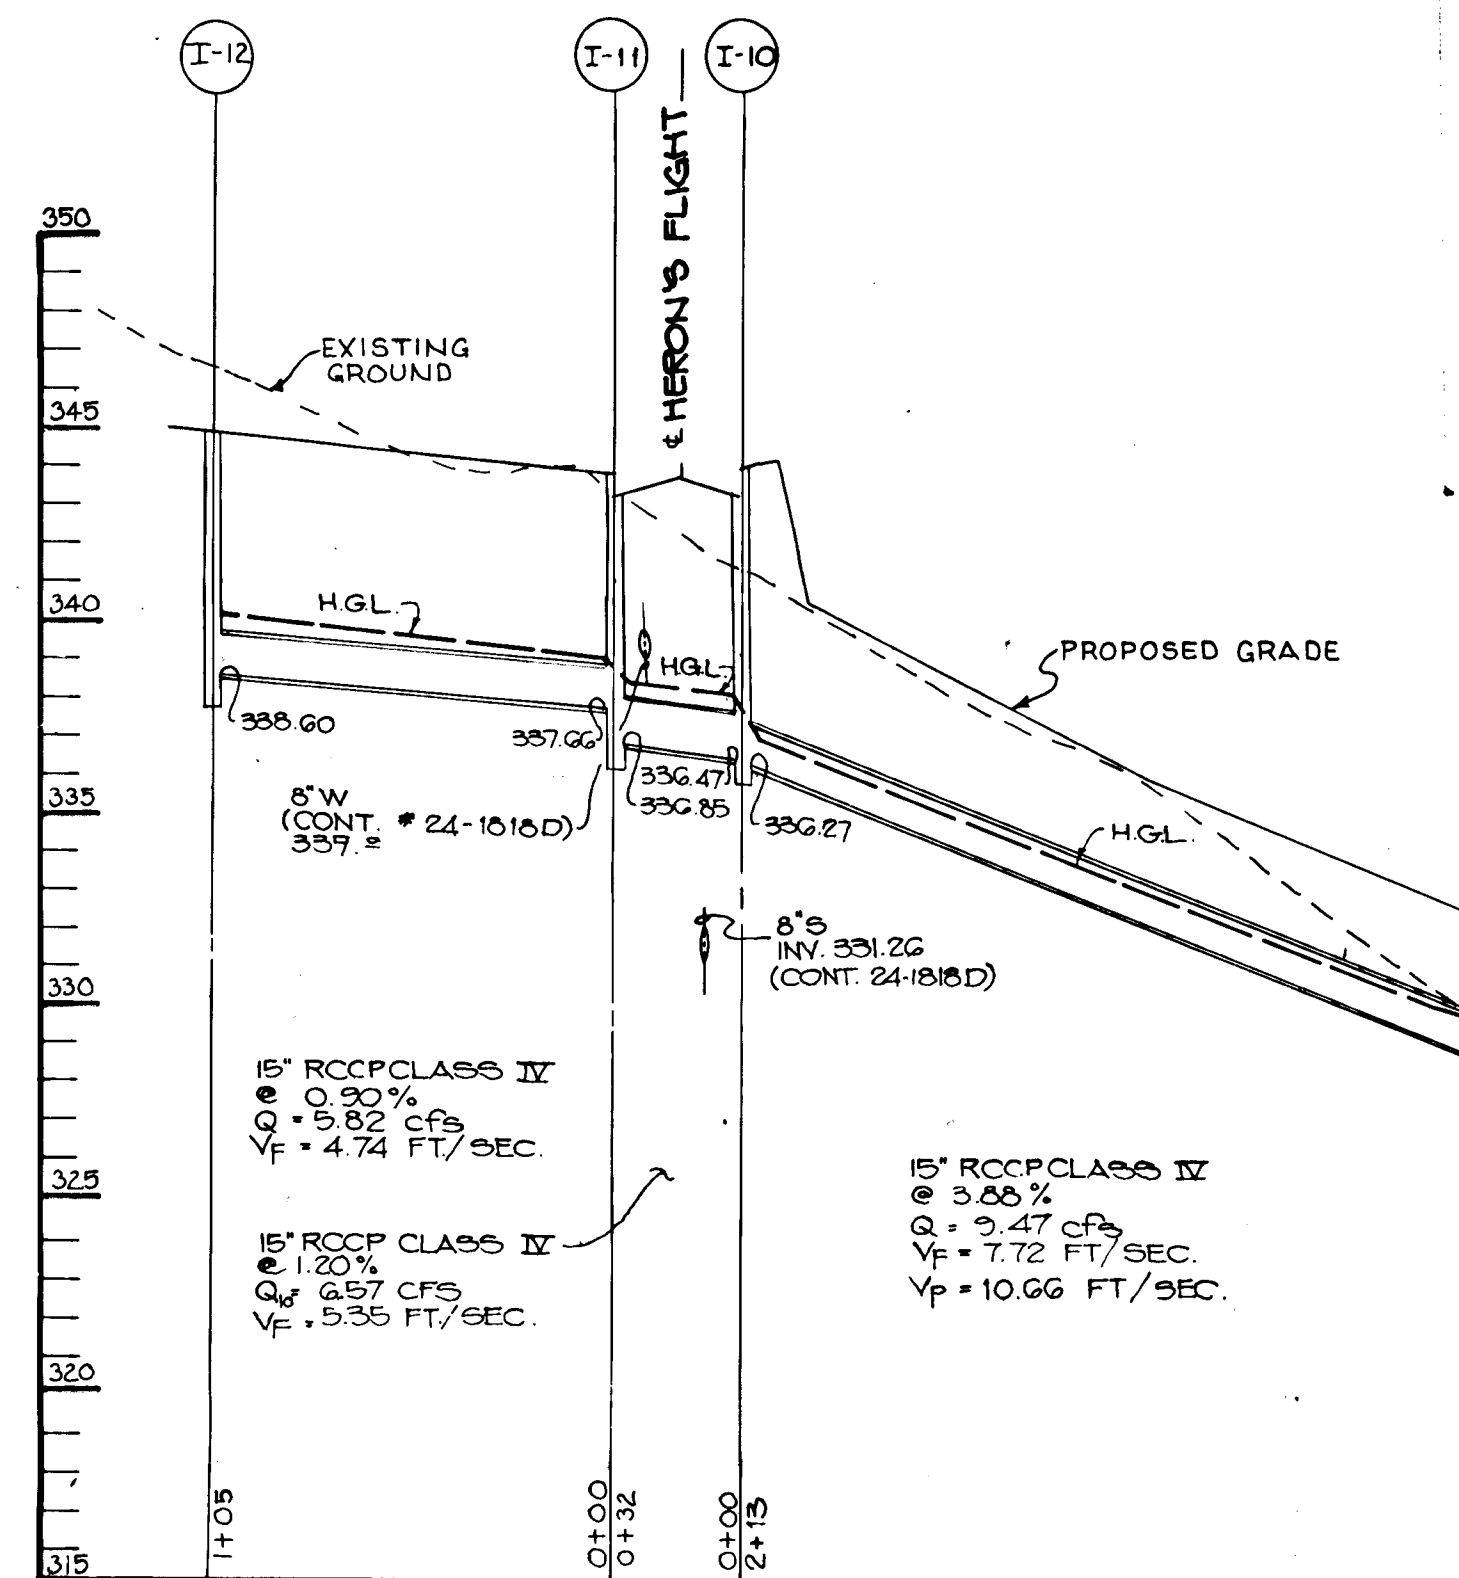 I-12
I-11
I-10
℄ HERON'S FLIGHT
350
345
340
335
330
325
320
315
EXISTING
GROUND
H.G.L.
H.G.L.
PROPOSED GRADE
338.60
337.66
336.47
336.85
336.27
8"W
(CONT. # 24-1818D)
339.±
H.G.L.
8"S
INV. 331.26
(CONT. 24-1818D)
15" RCCP CLASS IV
@ 0.90%
Q = 5.82 cfs
VF = 4.74 FT./SEC.
15" RCCP CLASS IV
@ 1.20%
Q10 = 6.57 CFS
VF = 5.35 FT./SEC.
15" RCCP CLASS IV
@ 3.88%
Q = 9.47 cfs
VF = 7.72 FT/SEC.
VP = 10.66 FT/SEC.
1+05
0+00
0+32
0+00
2+13